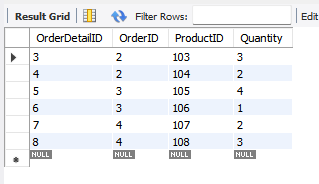 Result Grid Filter Rows: Edit
OrderDetailID OrderID ProductID Quantity
3 2 103 3
4 2 104 2
5 3 105 4
6 3 106 1
7 4 107 2
8 4 108 3
NULL NULL NULL NULL